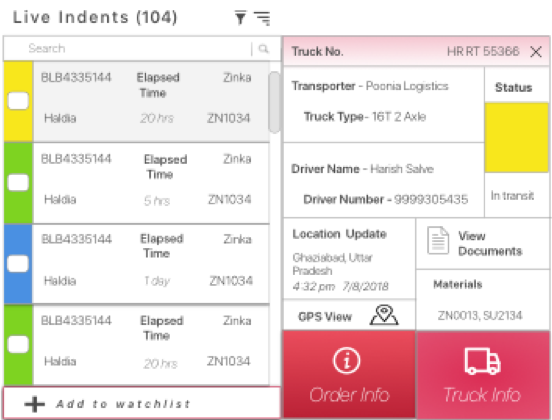 Live Indents (104)
Search
BLB4335144 Elapsed Time Zinka
Haldia 20 hrs ZN1034
BLB4335144 Elapsed Time Zinka
Haldia 5 hrs ZN1034
BLB4335144 Elapsed Time Zinka
Haldia 1 day ZN1034
BLB4335144 Elapsed Time Zinka
Haldia 20 hrs ZN1034
Add to watchlist
Truck No. HR RT 55366
Transporter - Poonia Logistics
Truck Type- 16T 2 Axle
Status
In transit
Driver Name - Harish Salve
Driver Number - 9999305435
Location Update
Ghaziabad, Uttar
Pradesh
4:32 pm 7/8/2018
GPS View
View
Documents
Materials
ZN0013, SU2134
Order Info
Truck Info